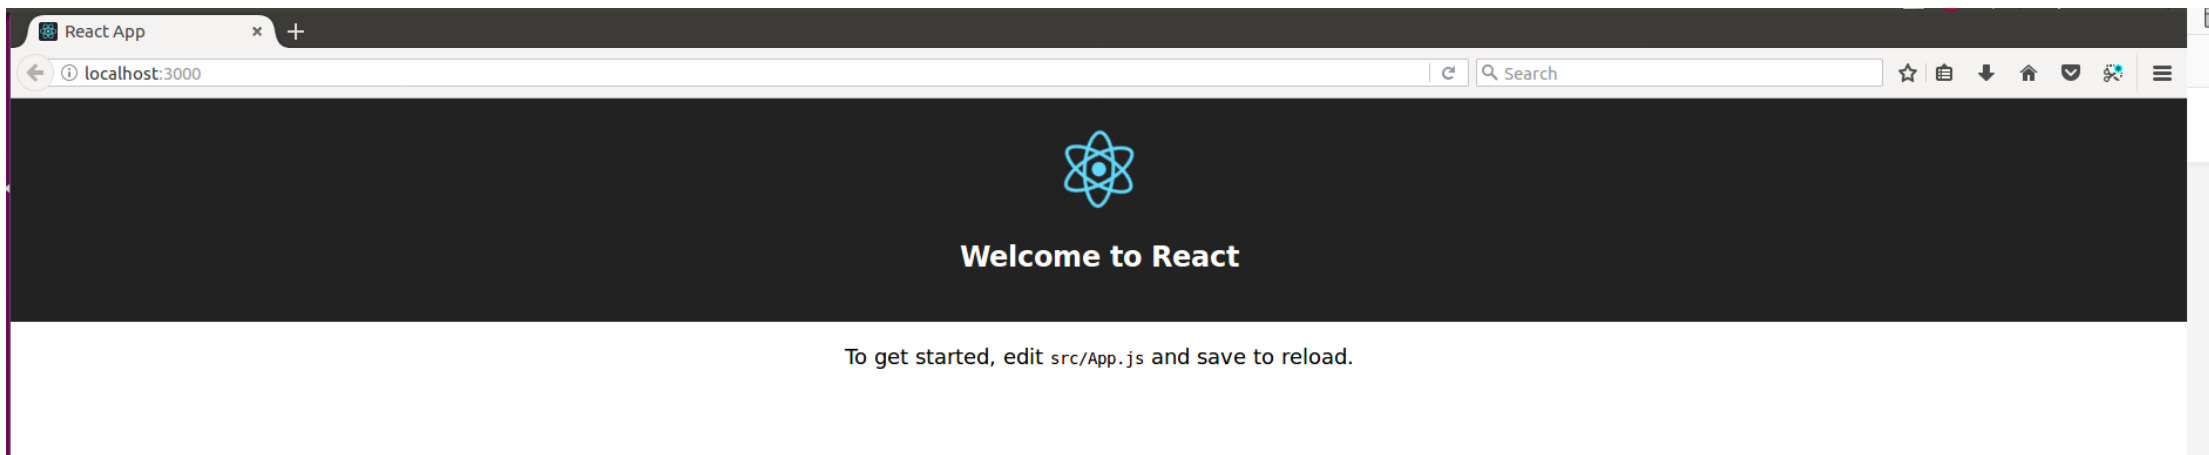 React App
localhost:3000
Search
Welcome to React
To get started, edit src/App.js and save to reload.